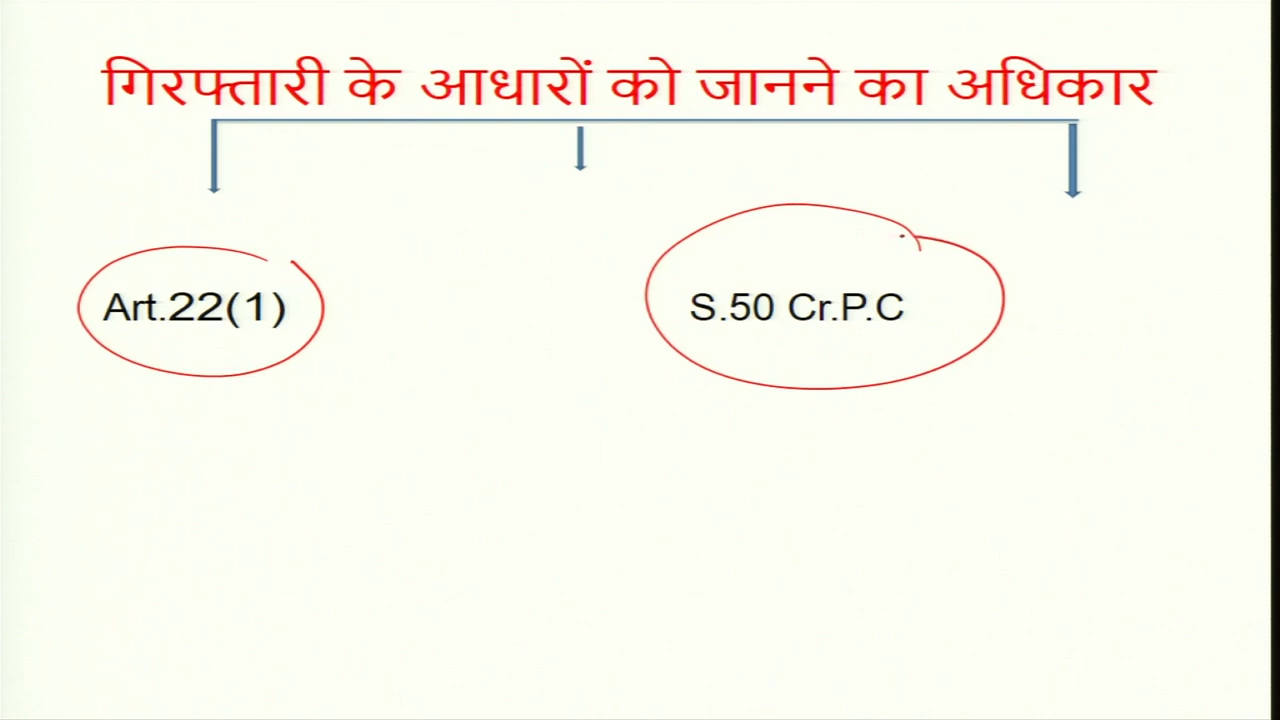 गिरफ्तारी के आधारों को जानने का अधिकार
Art.22(1) S.50 Cr.P.C